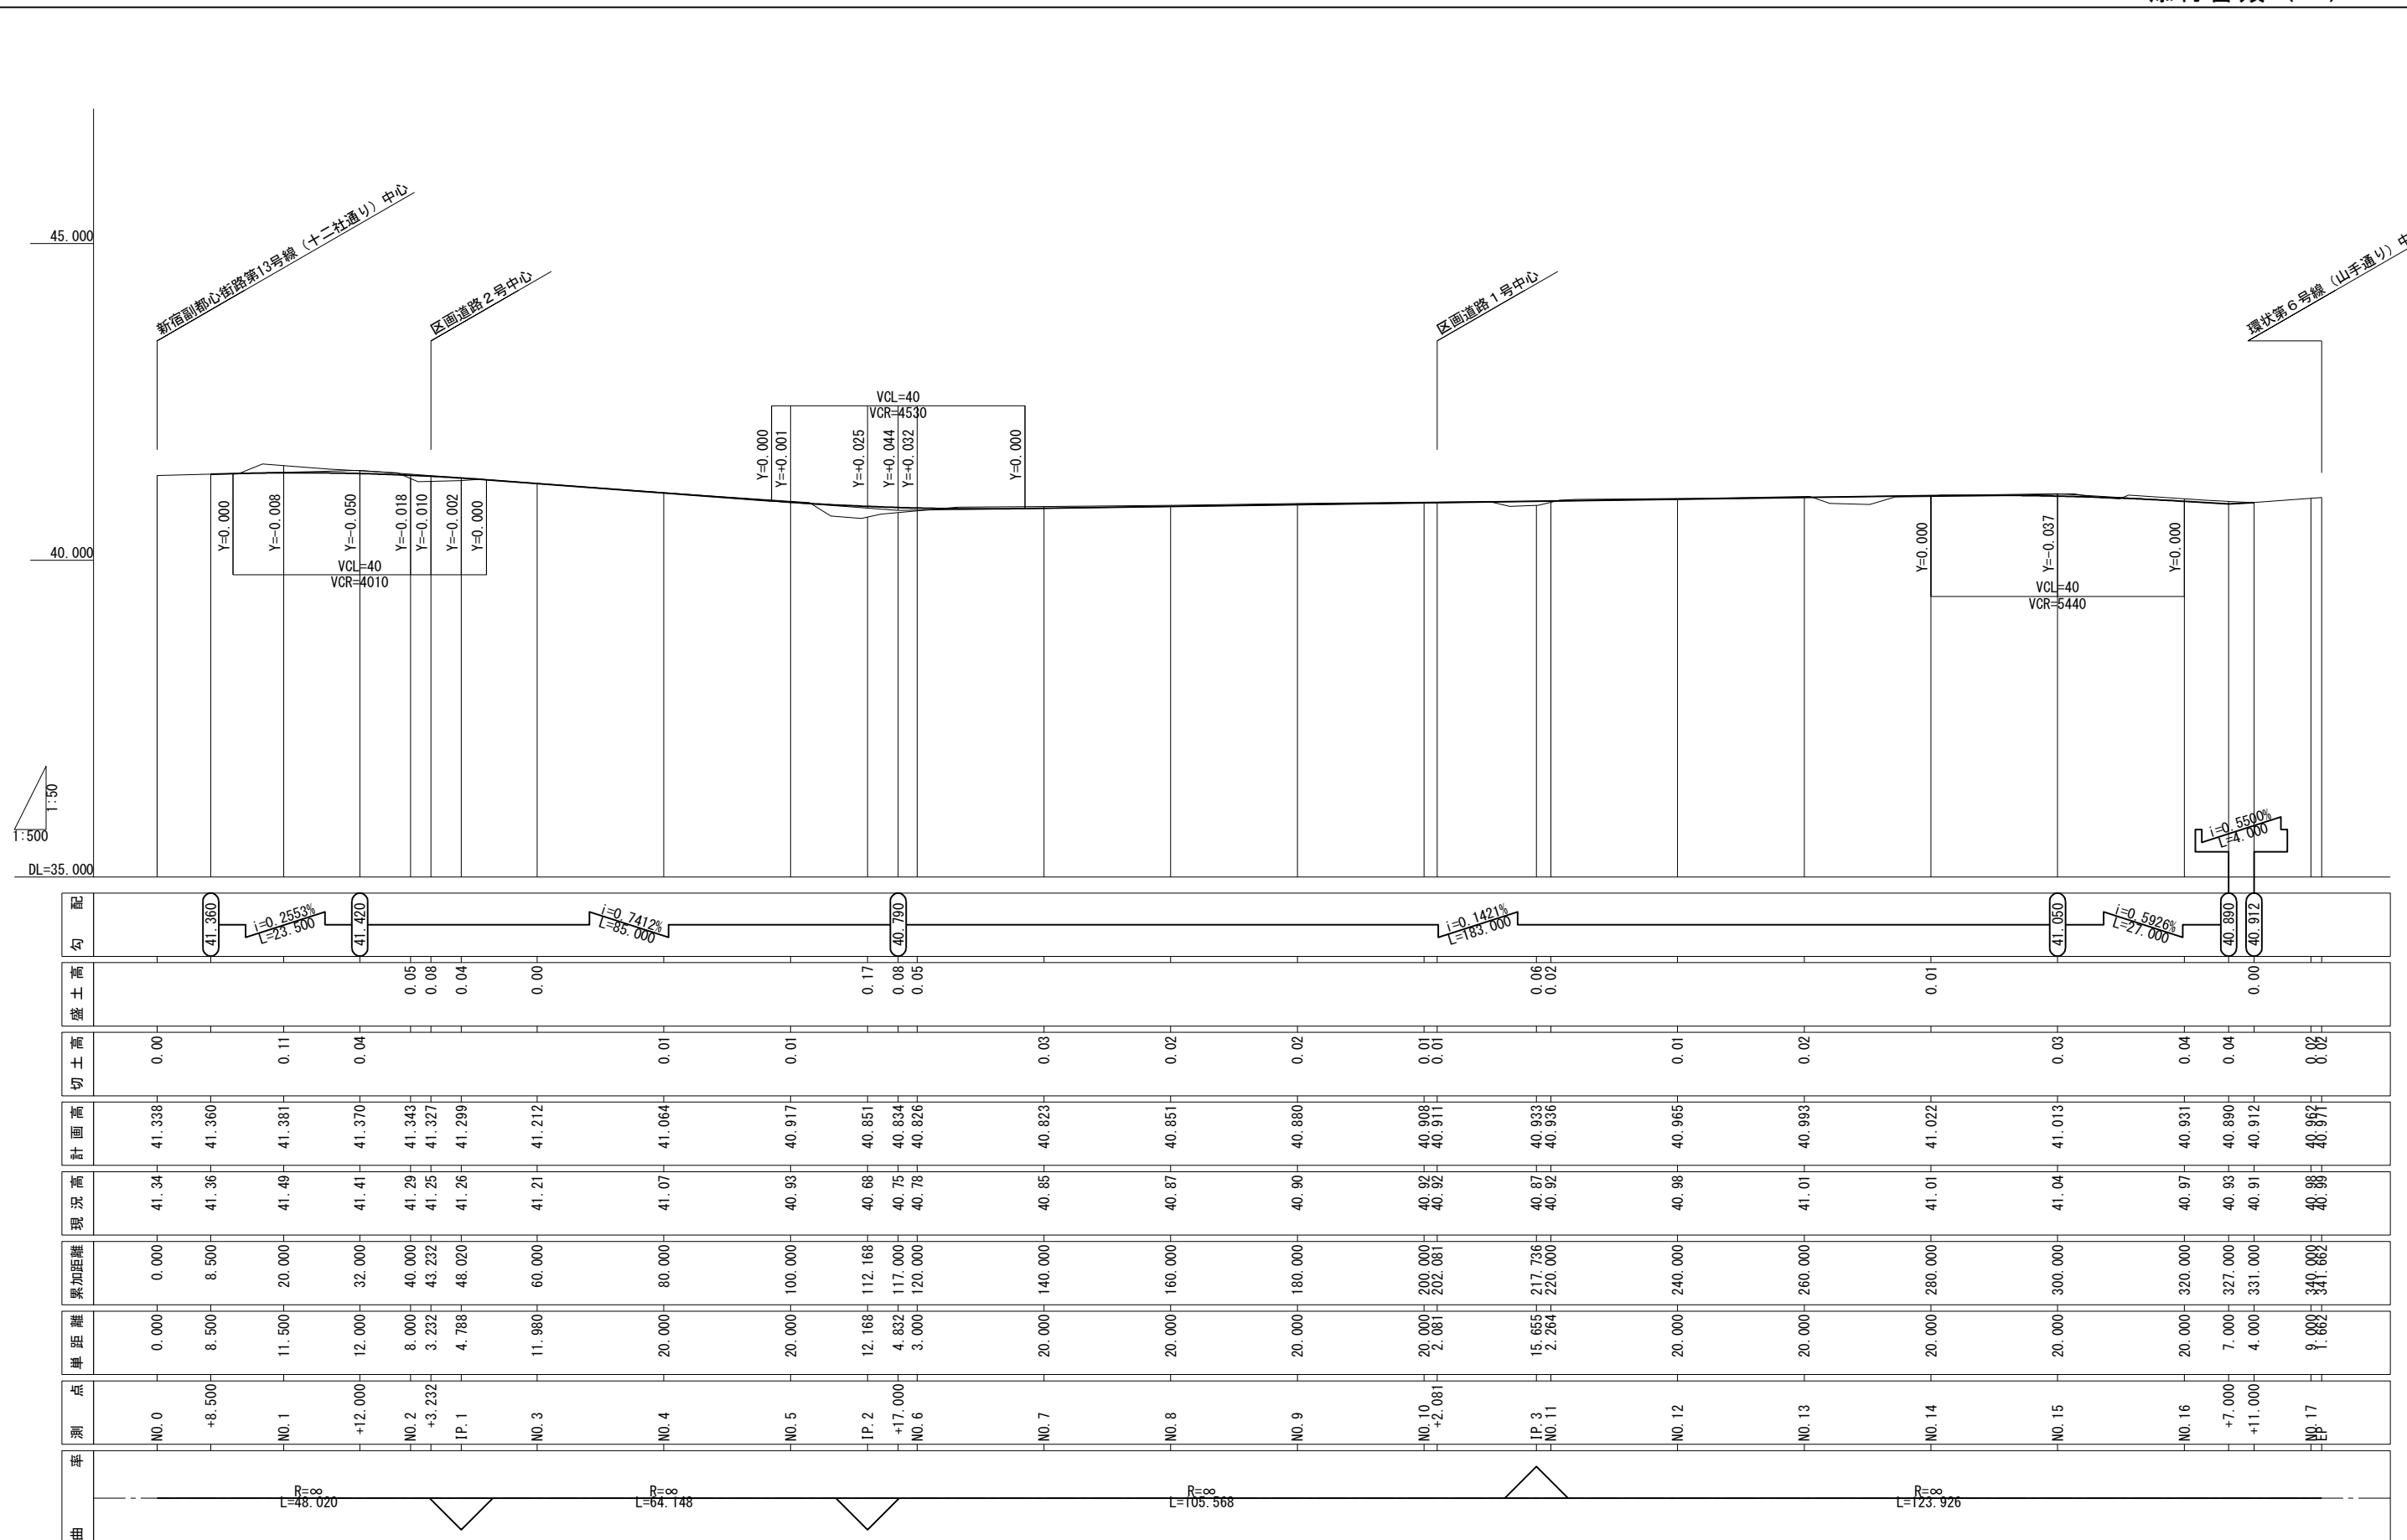 45.000
40.000
DL=35.000
1:50
1:500
新宿副都心街路第13号線（十二社通り）中心
区画道路２号中心
区画道路１号中心
環状第６号線（山手通り）
Y=0.000
Y=-0.008
Y=-0.050
Y=-0.018
Y=-0.010
Y=-0.002
Y=0.000
VCL=40
VCR=4010
VCL=40
VCR=4530
Y=0.000
Y=+0.001
Y=+0.025
Y=+0.044
Y=+0.032
Y=0.000
Y=0.000
Y=-0.037
Y=0.000
VCL=40
VCR=5440
i=0.5500%
L=4.000
勾配
41.360
i=0.2553%
L=23.500
41.420
i=0.7412%
L=85.000
40.790
i=0.1421%
L=183.000
41.050
i=0.5926%
L=27.000
40.890
40.912
盛土高
0.05
0.08
0.04
0.00
0.17
0.08
0.05
0.06
0.02
0.01
0.00
切土高
0.00
0.11
0.04
0.01
0.01
0.03
0.02
0.02
0.01
0.01
0.01
0.02
0.03
0.04
0.04
0.02
0.02
計画高
41.338
41.360
41.381
41.370
41.343
41.327
41.299
41.212
41.064
40.917
40.851
40.834
40.826
40.823
40.851
40.880
40.908
40.911
40.933
40.936
40.965
40.993
41.022
41.013
40.931
40.890
40.912
40.962
40.971
現況高
41.34
41.36
41.49
41.41
41.29
41.25
41.26
41.21
41.07
40.93
40.68
40.75
40.78
40.85
40.87
40.90
40.92
40.92
40.87
40.92
40.98
41.01
41.01
41.04
40.97
40.93
40.91
40.98
40.99
累加距離
0.000
8.500
20.000
32.000
40.000
43.232
48.020
60.000
80.000
100.000
112.168
117.000
120.000
140.000
160.000
180.000
200.000
202.081
217.736
220.000
240.000
260.000
280.000
300.000
320.000
327.000
331.000
340.000
341.662
単距離
0.000
8.500
11.500
12.000
8.000
3.232
4.788
11.980
20.000
20.000
12.168
4.832
3.000
20.000
20.000
20.000
20.000
2.081
15.655
2.264
20.000
20.000
20.000
20.000
20.000
7.000
4.000
9.000
1.662
測点
NO.0
+8.500
NO.1
+12.000
NO.2
+3.232
IP.1
NO.3
NO.4
NO.5
IP.2
+17.000
NO.6
NO.7
NO.8
NO.9
NO.10
+2.081
IP.3
NO.11
NO.12
NO.13
NO.14
NO.15
NO.16
+7.000
+11.000
NO.17
EP
曲率
R=∞
L=48.020
R=∞
L=64.148
R=∞
L=105.568
R=∞
L=123.926